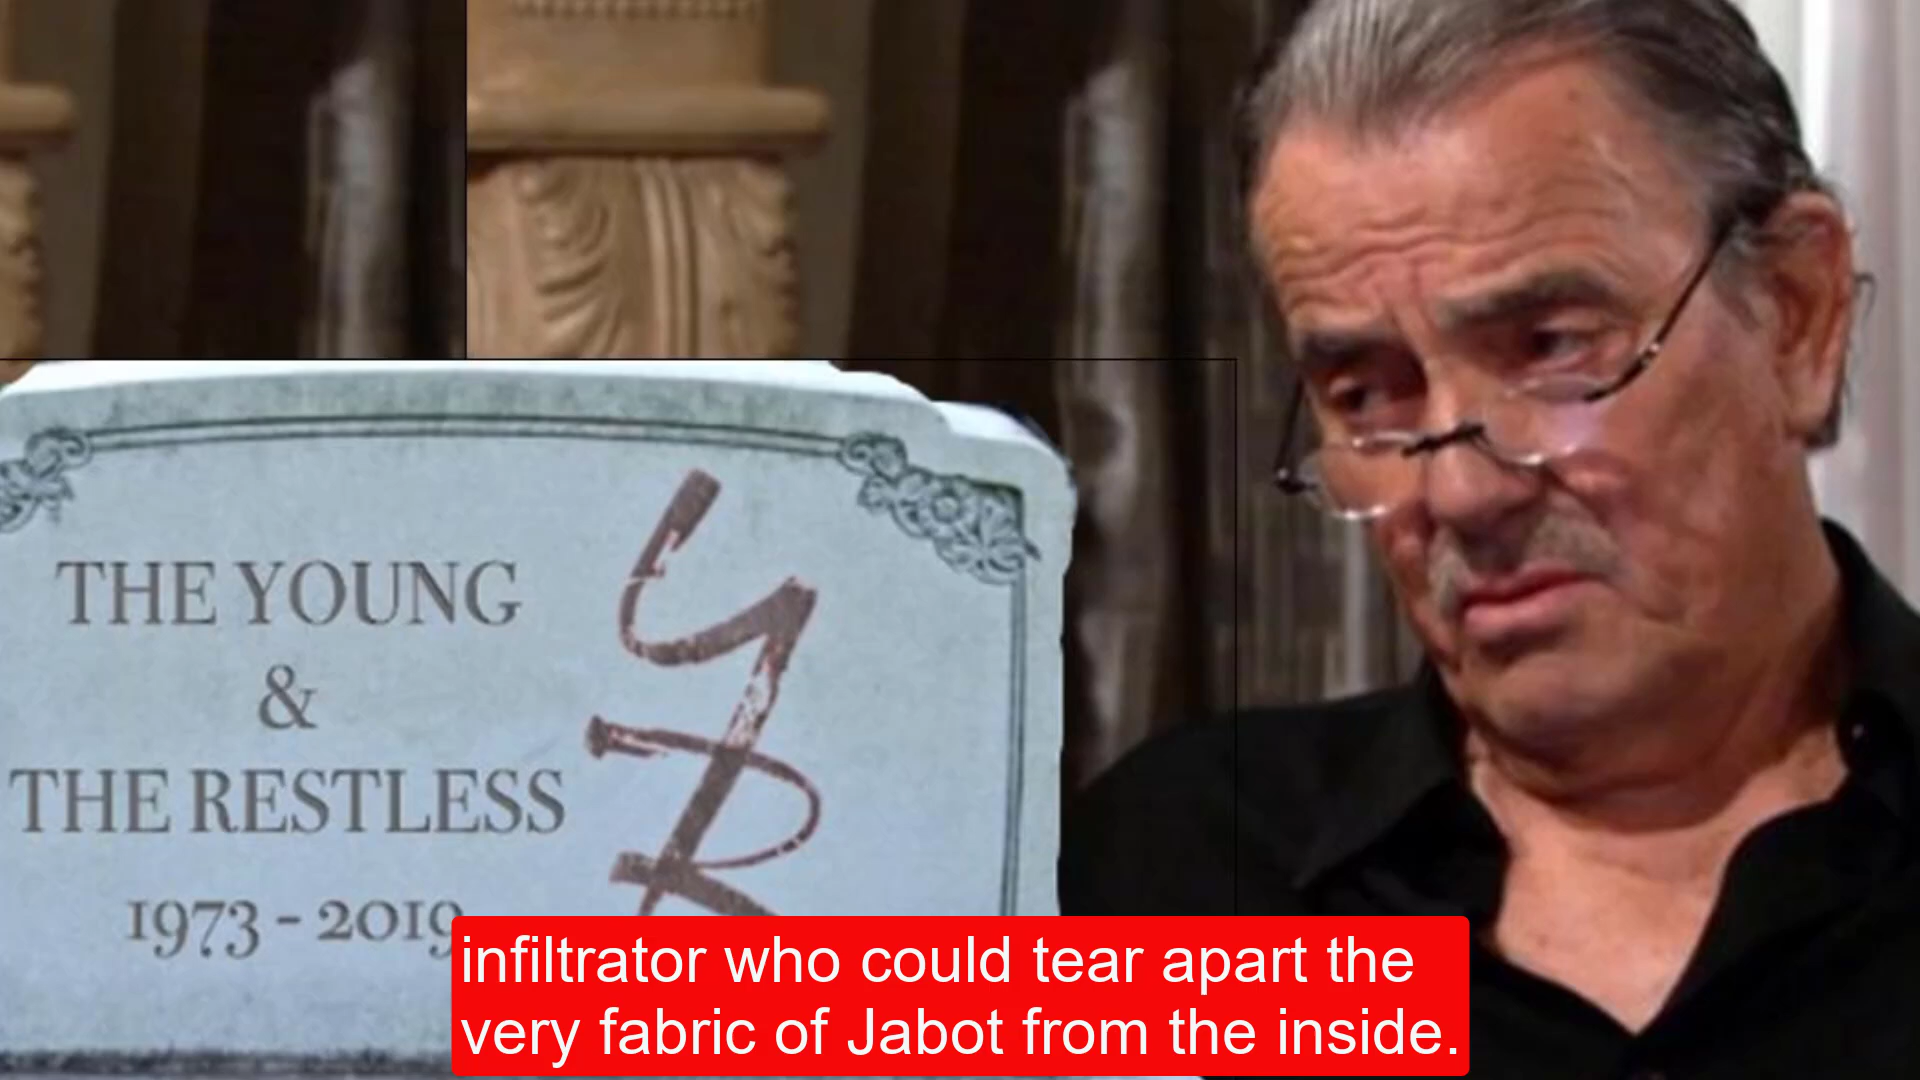 THE YOUNG
&
THE RESTLESS
1973 - 2019
YR
infiltrator who could tear apart the
very fabric of Jabot from the inside.